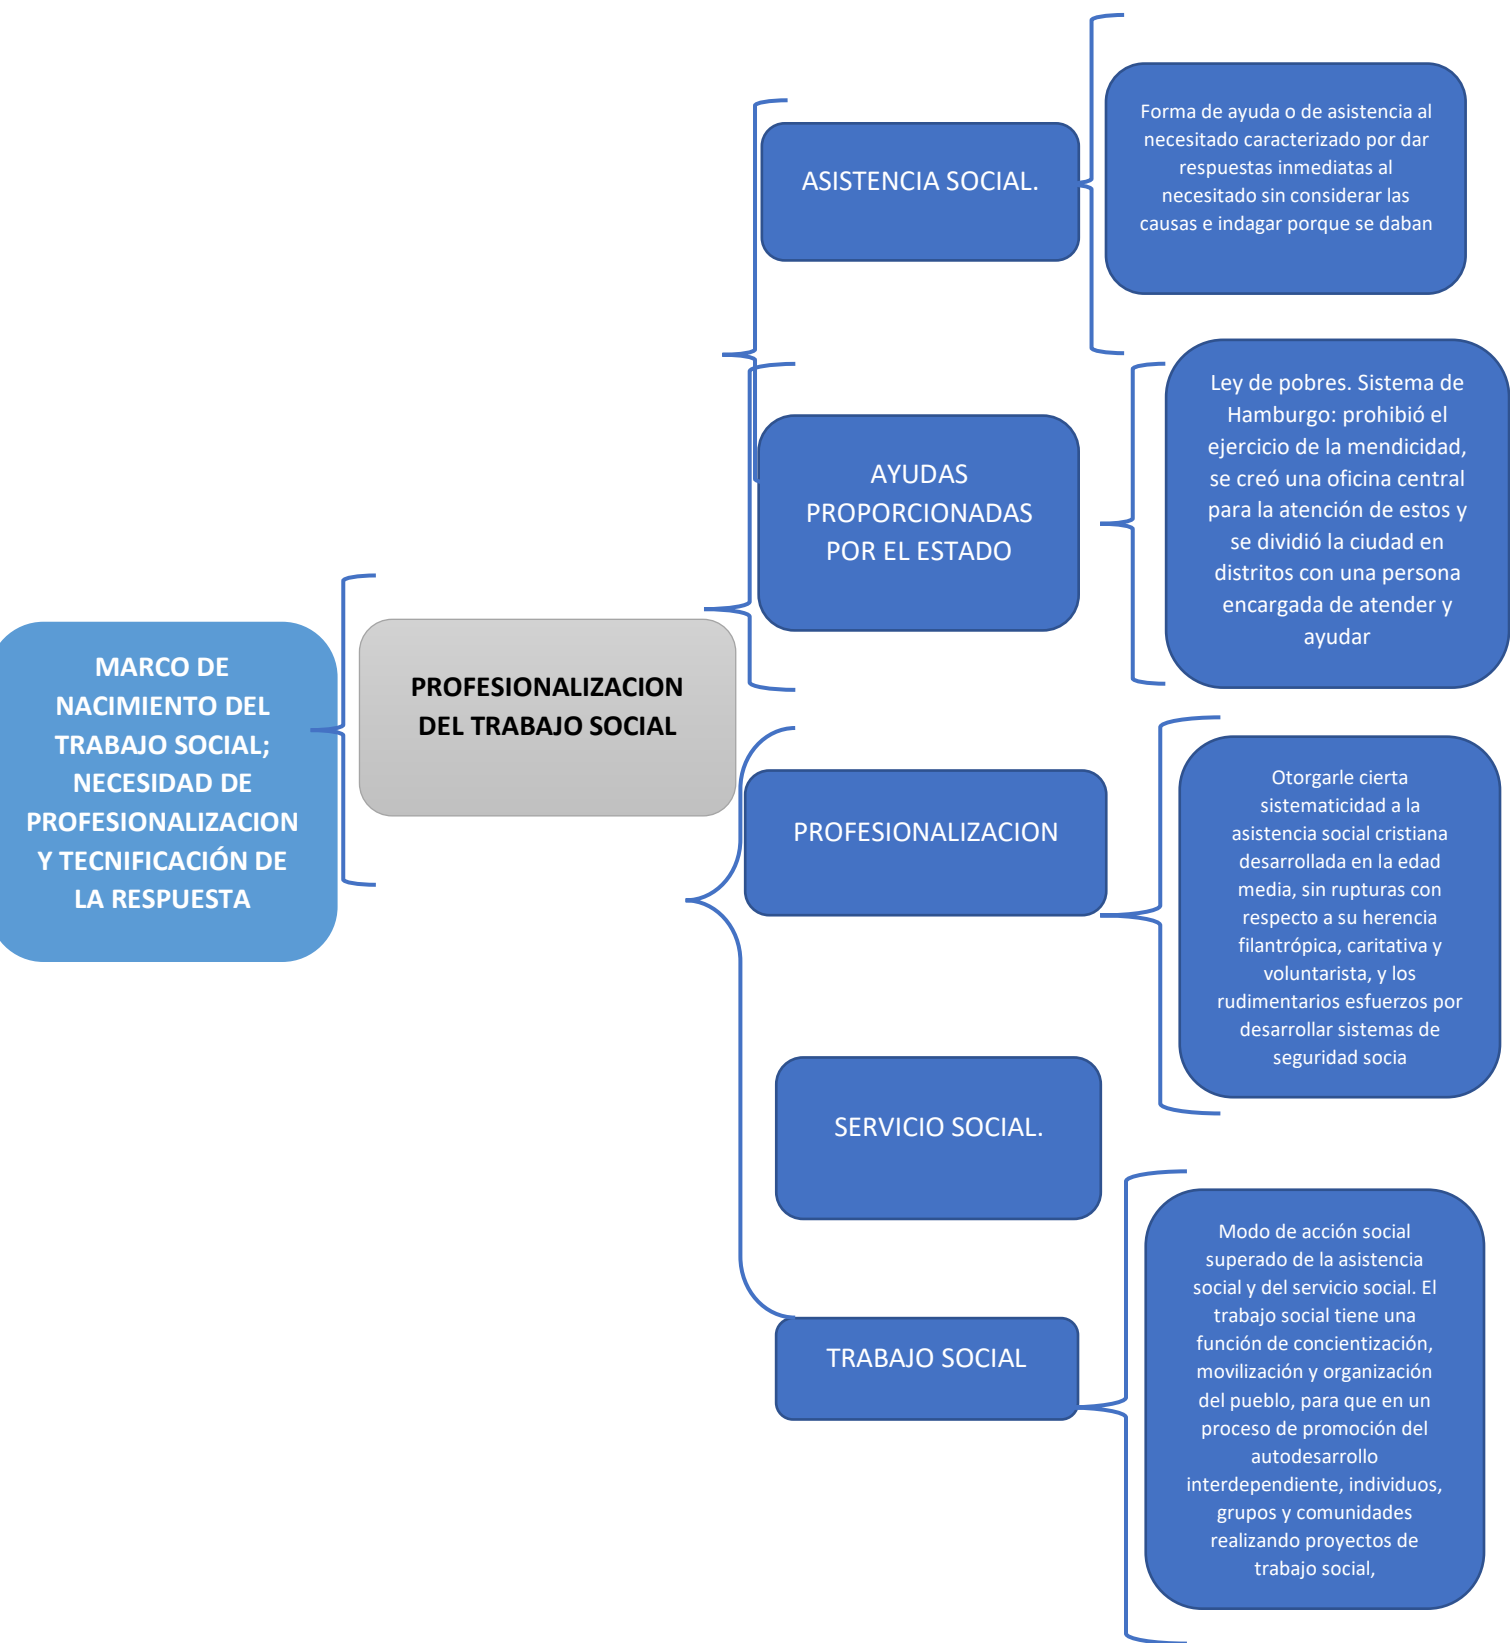 MARCO DE
NACIMIENTO DEL
TRABAJO SOCIAL;
NECESIDAD DE
PROFESIONALIZACION
Y TECNIFICACIÓN DE
LA RESPUESTA
PROFESIONALIZACION
DEL TRABAJO SOCIAL
ASISTENCIA SOCIAL.
Forma de ayuda o de asistencia al
necesitado caracterizado por dar
respuestas inmediatas al
necesitado sin considerar las
causas e indagar porque se daban
AYUDAS
PROPORCIONADAS
POR EL ESTADO
Ley de pobres. Sistema de
Hamburgo: prohibió el
ejercicio de la mendicidad,
se creó una oficina central
para la atención de estos y
se dividió la ciudad en
distritos con una persona
encargada de atender y
ayudar
PROFESIONALIZACION
Otorgarle cierta
sistematicidad a la
asistencia social cristiana
desarrollada en la edad
media, sin rupturas con
respecto a su herencia
filantrópica, caritativa y
voluntarista, y los
rudimentarios esfuerzos por
desarrollar sistemas de
seguridad socia
SERVICIO SOCIAL.
TRABAJO SOCIAL
Modo de acción social
superado de la asistencia
social y del servicio social. El
trabajo social tiene una
función de concientización,
movilización y organización
del pueblo, para que en un
proceso de promoción del
autodesarrollo
interdependiente, individuos,
grupos y comunidades
realizando proyectos de
trabajo social,